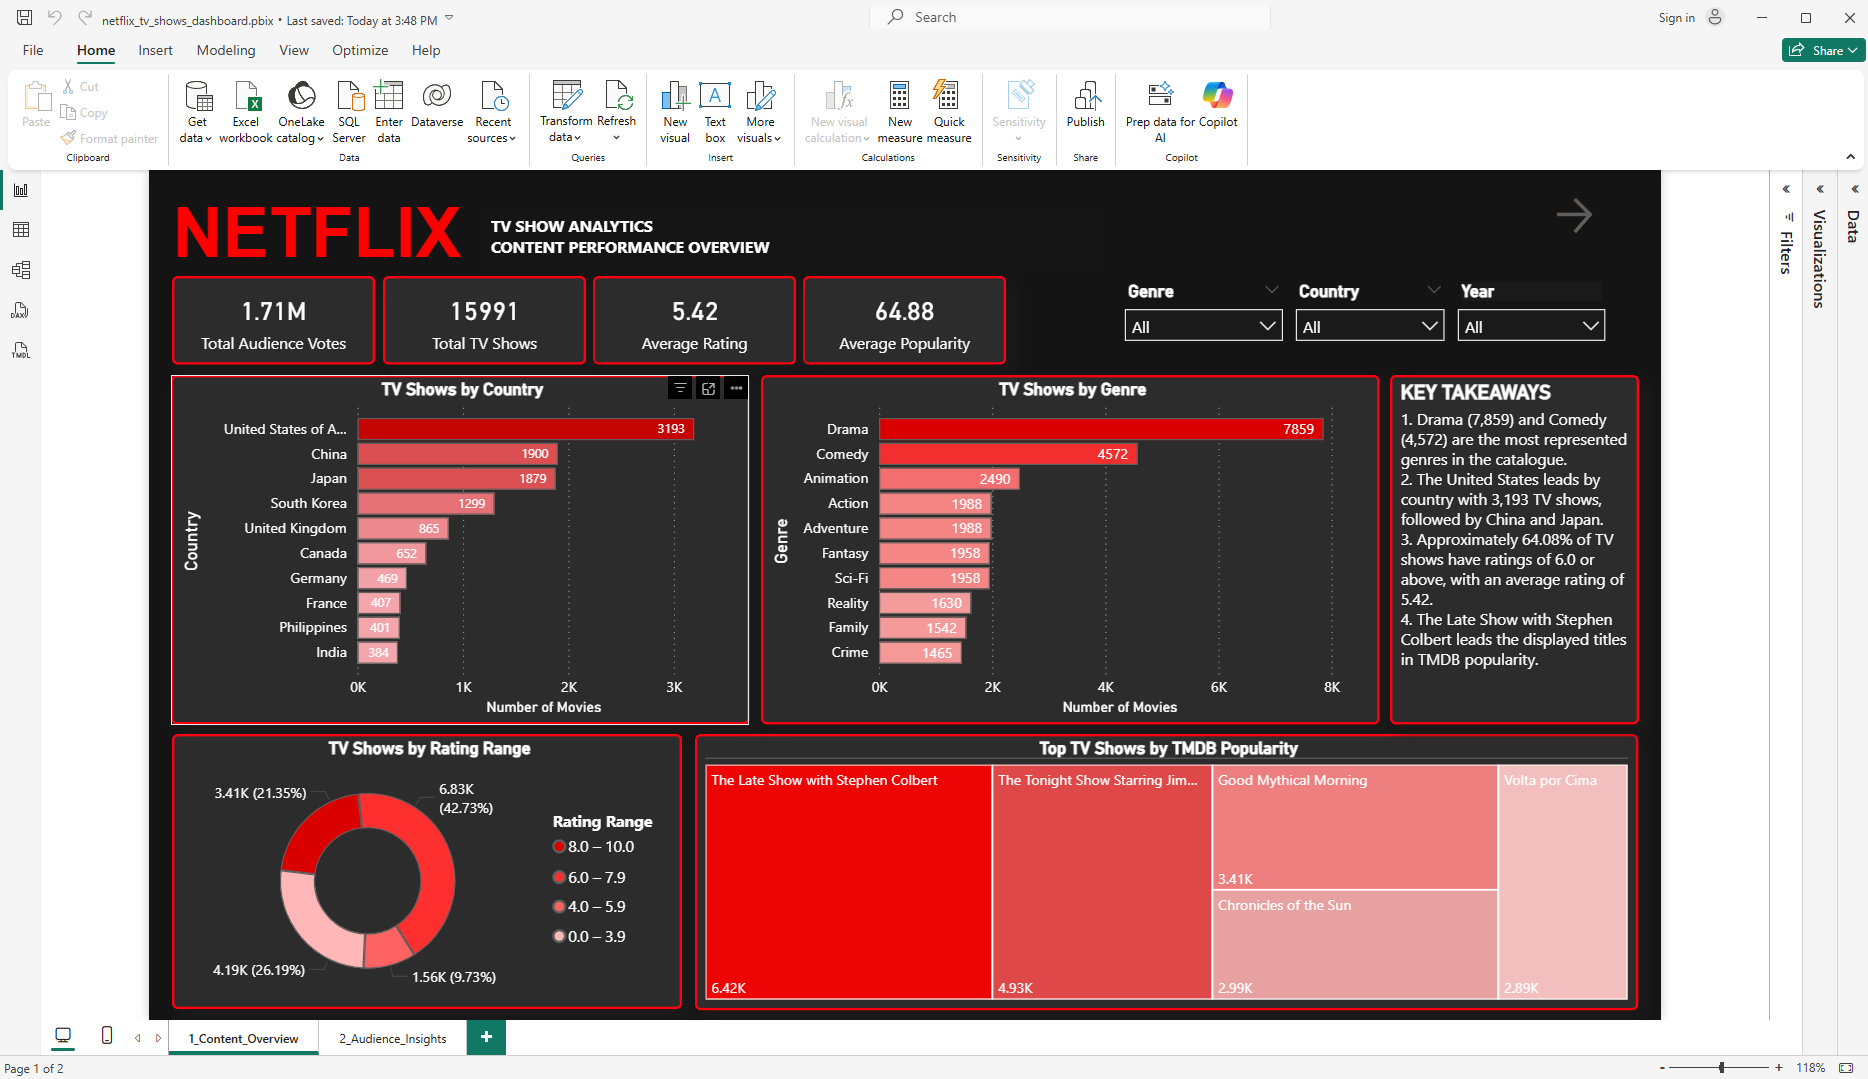 netflix_tv_shows_dashboard.pbix • Last saved: Today at 3:48 PM
Search
Sign in
File
Home
Insert
Modeling
View
Optimize
Help
Share
Paste
Cut
Copy
Format painter
Clipboard
Get data
Excel workbook
OneLake catalog
SQL Server
Enter data
Dataverse
Recent sources
Data
Transform data
Refresh
Queries
New visual
Text box
More visuals
Insert
New visual calculation
New measure
Quick measure
Calculations
Sensitivity
Sensitivity
Publish
Share
Prep data for AI
Copilot
Copilot
DAX
TMDL
Filters
Visualizations
Data
NETFLIX
TV SHOW ANALYTICS
CONTENT PERFORMANCE OVERVIEW
1.71M
Total Audience Votes
15991
Total TV Shows
5.42
Average Rating
64.88
Average Popularity
Genre
All
Country
All
Year
All
TV Shows by Country
Country
United States of A... 3193
China 1900
Japan 1879
South Korea 1299
United Kingdom 865
Canada 652
Germany 469
France 407
Philippines 401
India 384
0K 1K 2K 3K
Number of Movies
TV Shows by Genre
Genre
Drama 7859
Comedy 4572
Animation 2490
Action 1988
Adventure 1988
Fantasy 1958
Sci-Fi 1958
Reality 1630
Family 1542
Crime 1465
0K 2K 4K 6K 8K
Number of Movies
KEY TAKEAWAYS
1. Drama (7,859) and Comedy
(4,572) are the most represented
genres in the catalogue.
2. The United States leads by
country with 3,193 TV shows,
followed by China and Japan.
3. Approximately 64.08% of TV
shows have ratings of 6.0 or
above, with an average rating of
5.42.
4. The Late Show with Stephen
Colbert leads the displayed titles
in TMDB popularity.
TV Shows by Rating Range
3.41K (21.35%)
6.83K
(42.73%)
4.19K (26.19%)
1.56K (9.73%)
Rating Range
8.0 – 10.0
6.0 – 7.9
4.0 – 5.9
0.0 – 3.9
Top TV Shows by TMDB Popularity
The Late Show with Stephen Colbert
6.42K
The Tonight Show Starring Jim...
4.93K
Good Mythical Morning
3.41K
Chronicles of the Sun
2.99K
Volta por Cima
2.89K
1_Content_Overview
2_Audience_Insights
Page 1 of 2
118%